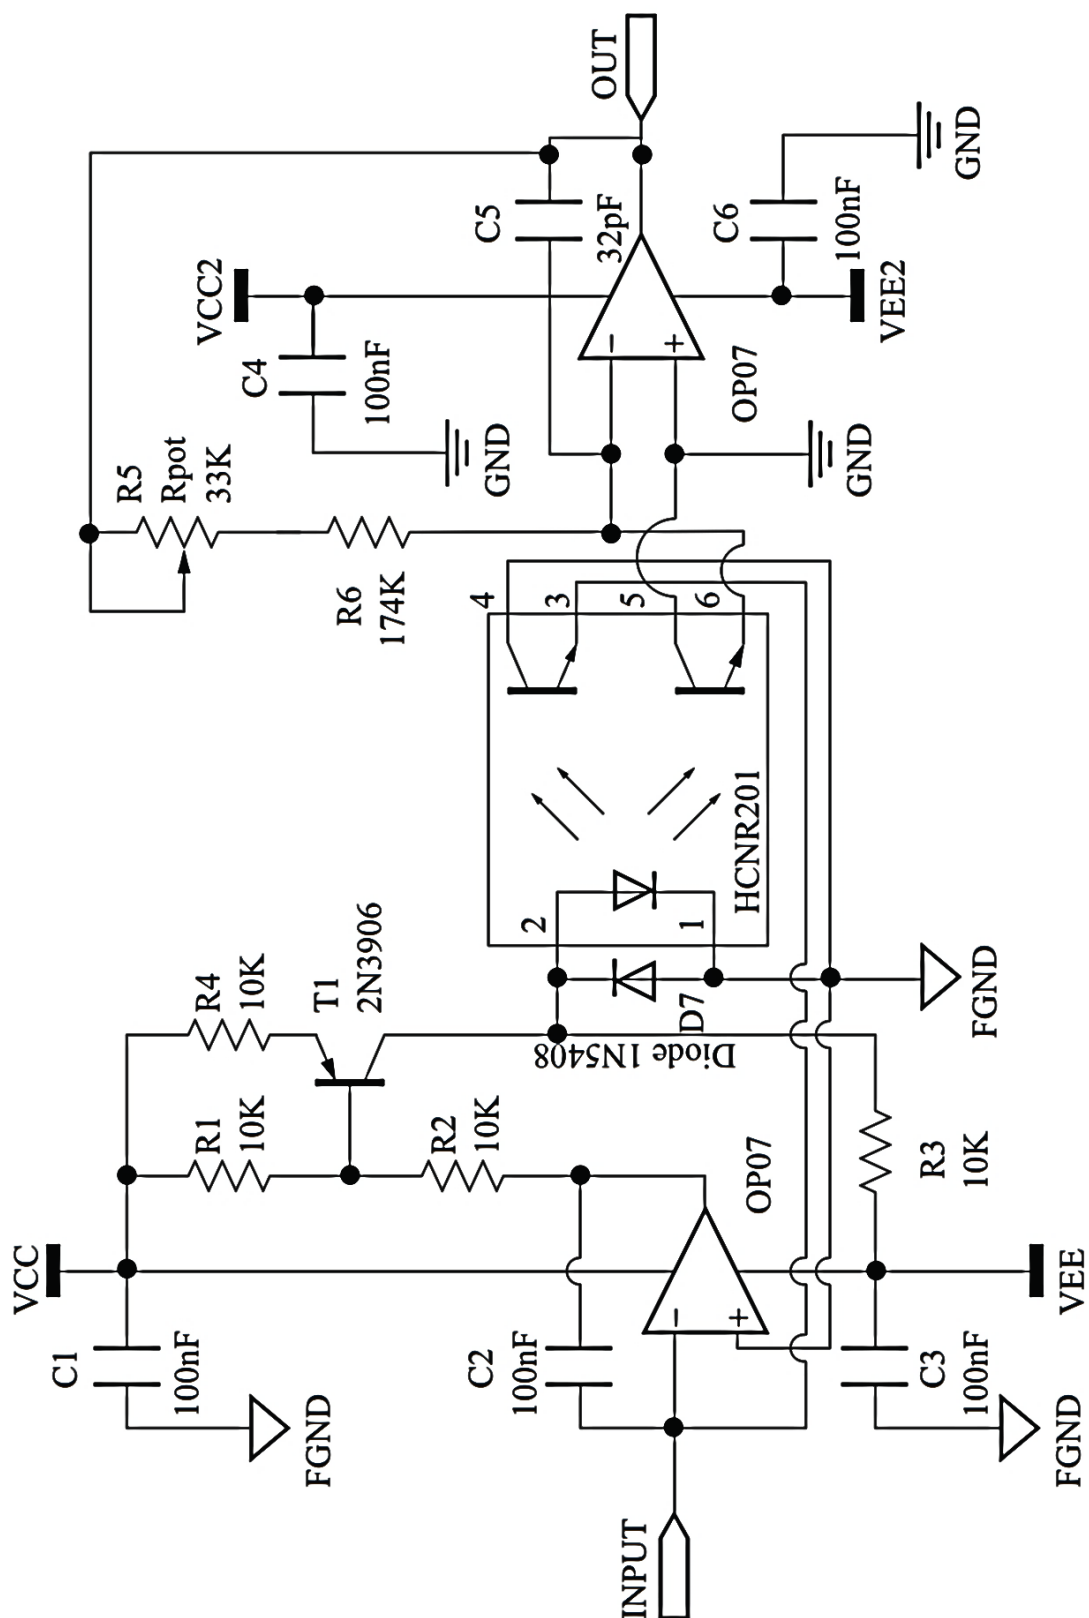 OUT
C5
32pF
C6
100nF
GND
VCC2
C4
100nF
GND
-
+
OP07
VEE2
GND
R5
Rpot
33K
R6
174K
4
3
5
6
HCNR201
2
1
D7
Diode 1N5408
FGND
R4
10K
T1
2N3906
R1
10K
R2
10K
OP07
R3
10K
VCC
C1
100nF
FGND
C2
100nF
-
+
C3
100nF
FGND
VEE
INPUT